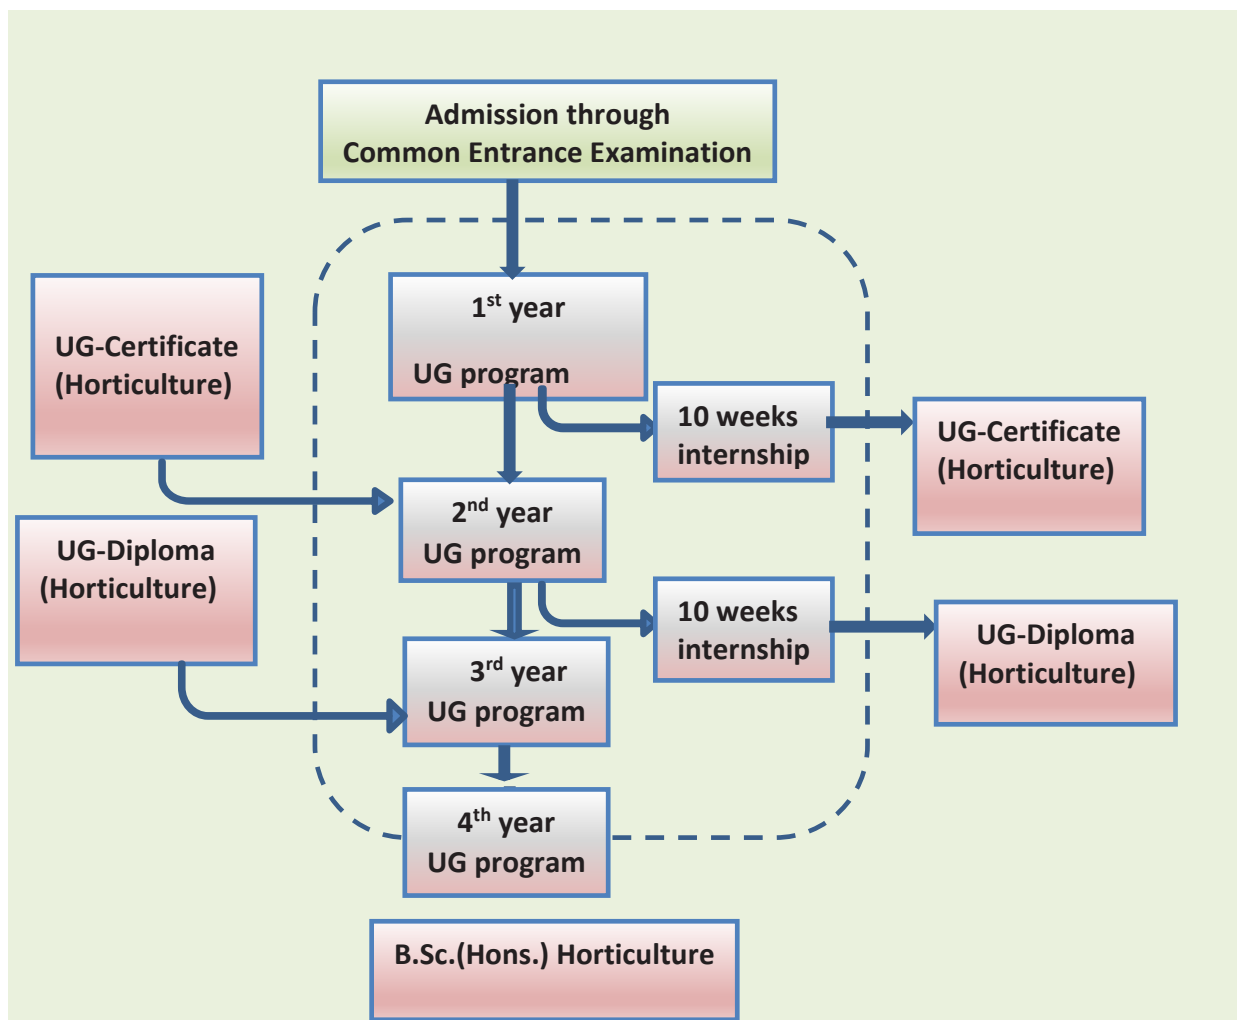 Admission through
Common Entrance Examination
1st year
UG program
UG-Certificate
(Horticulture)
10 weeks
internship
UG-Certificate
(Horticulture)
2nd year
UG program
UG-Diploma
(Horticulture)
10 weeks
internship
UG-Diploma
(Horticulture)
3rd year
UG program
4th year
UG program
B.Sc.(Hons.) Horticulture